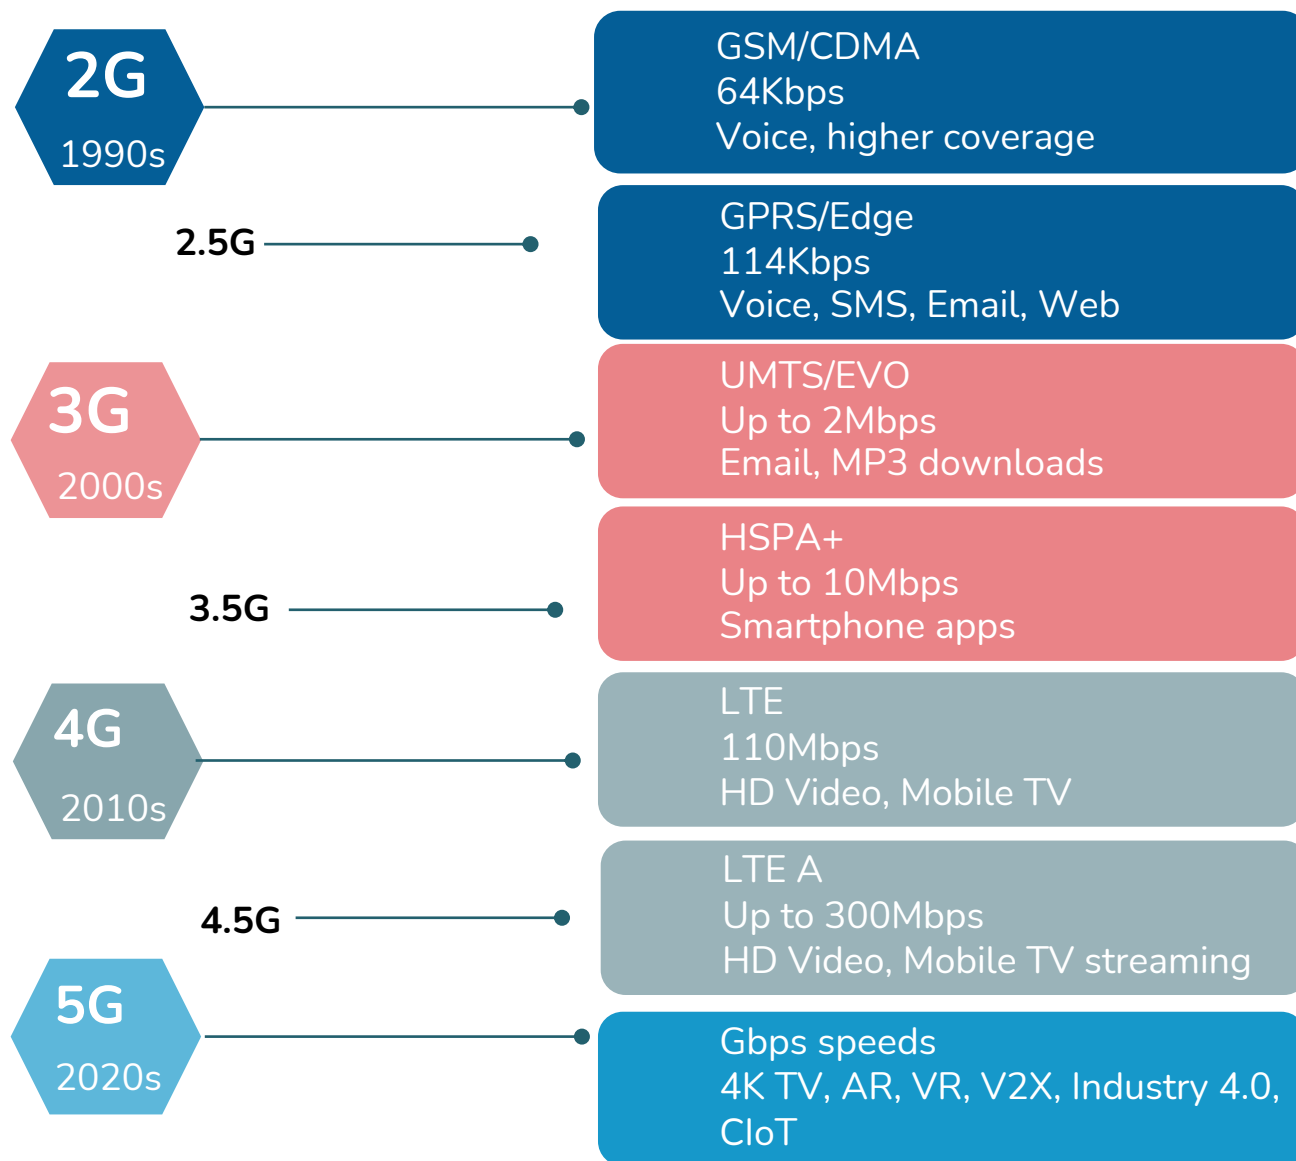 2G
1990s
GSM/CDMA
64Kbps
Voice, higher coverage
2.5G
GPRS/Edge
114Kbps
Voice, SMS, Email, Web
3G
2000s
UMTS/EVO
Up to 2Mbps
Email, MP3 downloads
3.5G
HSPA+
Up to 10Mbps
Smartphone apps
4G
2010s
LTE
110Mbps
HD Video, Mobile TV
4.5G
LTE A
Up to 300Mbps
HD Video, Mobile TV streaming
5G
2020s
Gbps speeds
4K TV, AR, VR, V2X, Industry 4.0,
CIoT